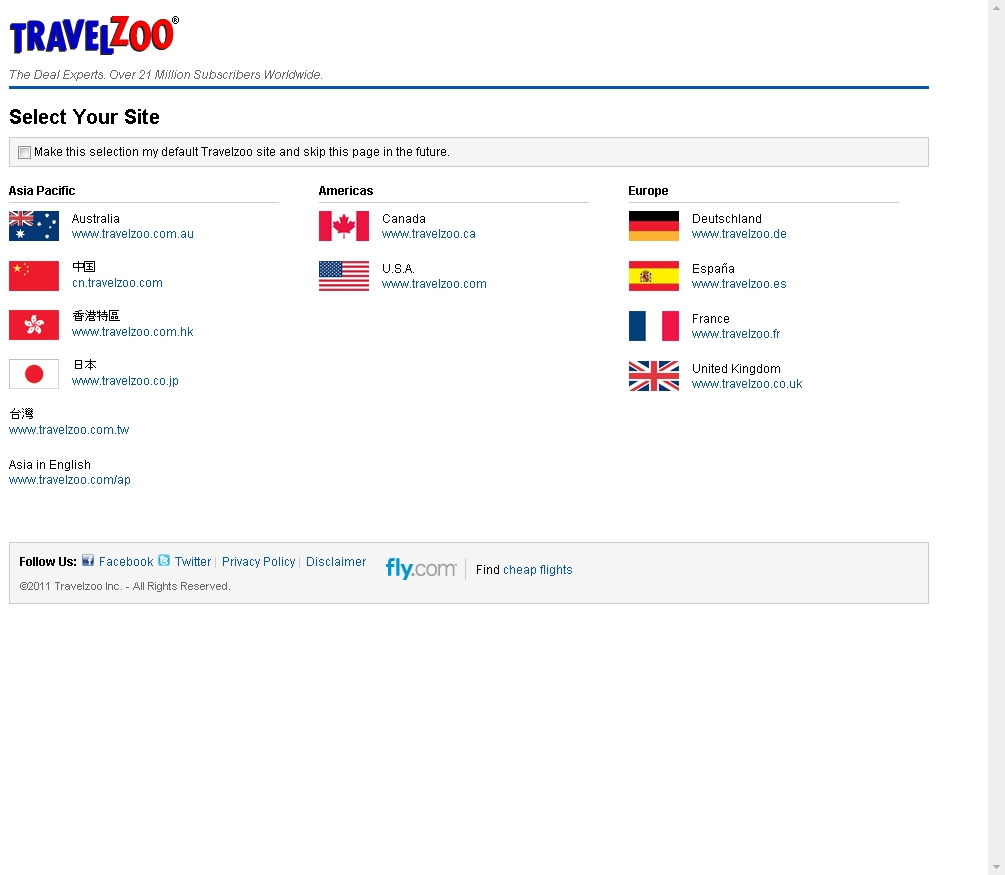 TRAVELZOO®
The Deal Experts. Over 21 Million Subscribers Worldwide.
Select Your Site
Make this selection my default Travelzoo site and skip this page in the future.
Asia Pacific
Australia
www.travelzoo.com.au
中国
cn.travelzoo.com
香港特區
www.travelzoo.com.hk
日本
www.travelzoo.co.jp
台灣
www.travelzoo.com.tw
Asia in English
www.travelzoo.com/ap
Americas
Canada
www.travelzoo.ca
U.S.A.
www.travelzoo.com
Europe
Deutschland
www.travelzoo.de
España
www.travelzoo.es
France
www.travelzoo.fr
United Kingdom
www.travelzoo.co.uk
Follow Us: Facebook Twitter | Privacy Policy | Disclaimer
©2011 Travelzoo Inc. - All Rights Reserved.
fly.com Find cheap flights